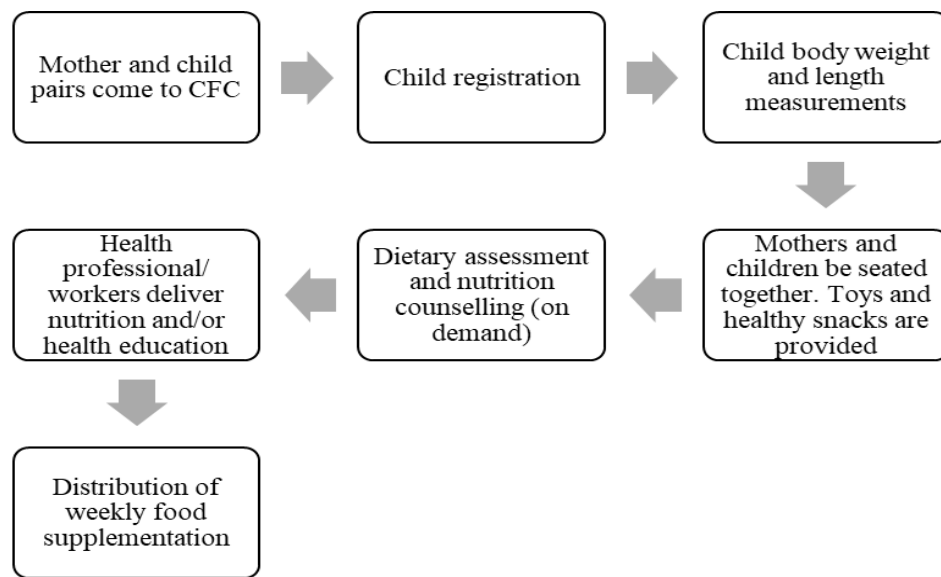 Mother and child
pairs come to CFC
Child registration
Child body weight
and length
measurements
Mothers and
children be seated
together. Toys and
healthy snacks are
provided
Dietary assessment
and nutrition
counselling (on
demand)
Health
professional/
workers deliver
nutrition and/or
health education
Distribution of
weekly food
supplementation